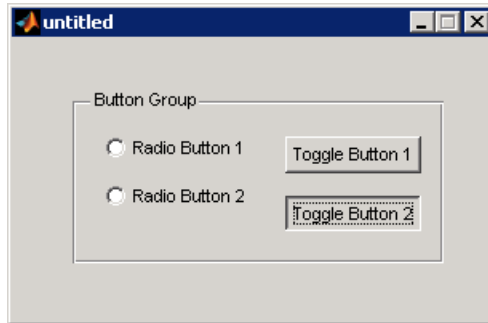 untitled
Button Group
Radio Button 1
Toggle Button 1
Radio Button 2
Toggle Button 2